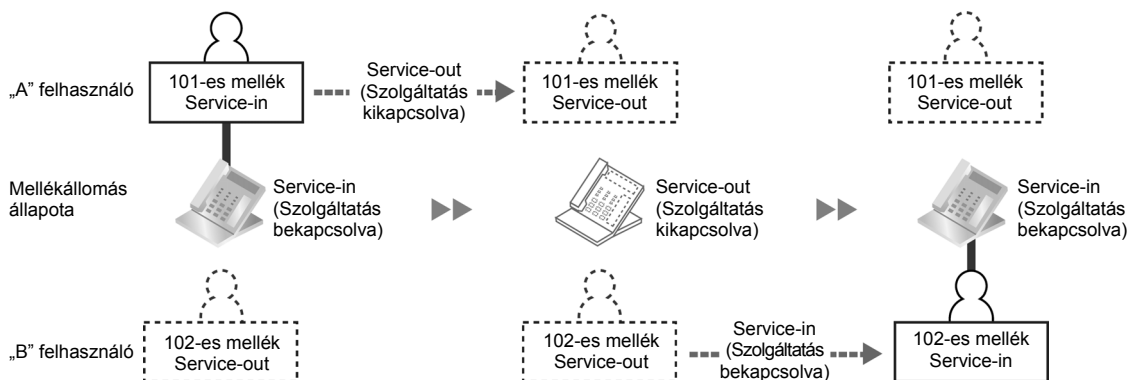 „A” felhasználó
101-es mellék
Service-in
Service-out
(Szolgáltatás
kikapcsolva)
101-es mellék
Service-out
101-es mellék
Service-out
Mellékállomás
állapota
Service-in
(Szolgáltatás
bekapcsolva)
Service-out
(Szolgáltatás
kikapcsolva)
Service-in
(Szolgáltatás
bekapcsolva)
„B” felhasználó
102-es mellék
Service-out
102-es mellék
Service-out
Service-in
(Szolgáltatás
bekapcsolva)
102-es mellék
Service-in